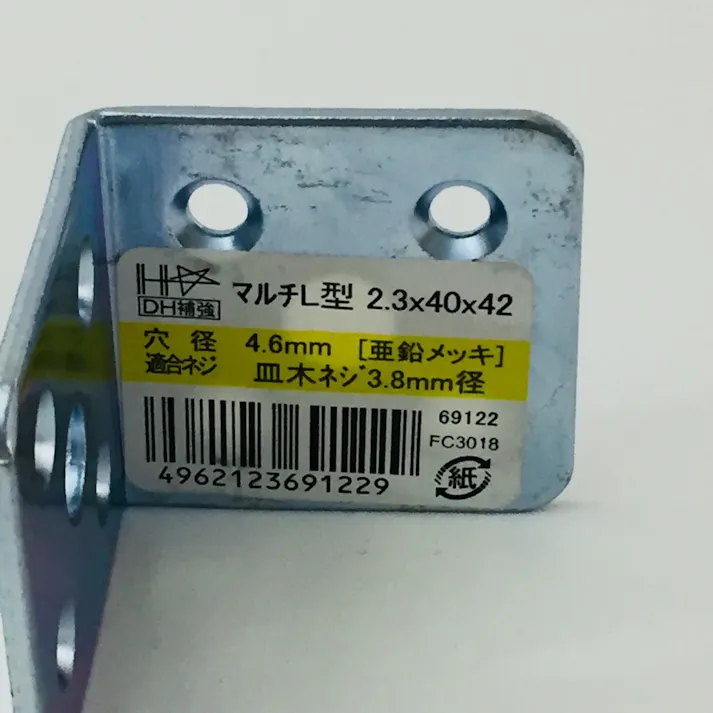 マルチL型 2.3x40x42
DH補強
穴径 4.6mm [亜鉛メッキ]
適合ネジ 皿木ネジ3.8mm径
69122
FC3018
4962123691229
紙